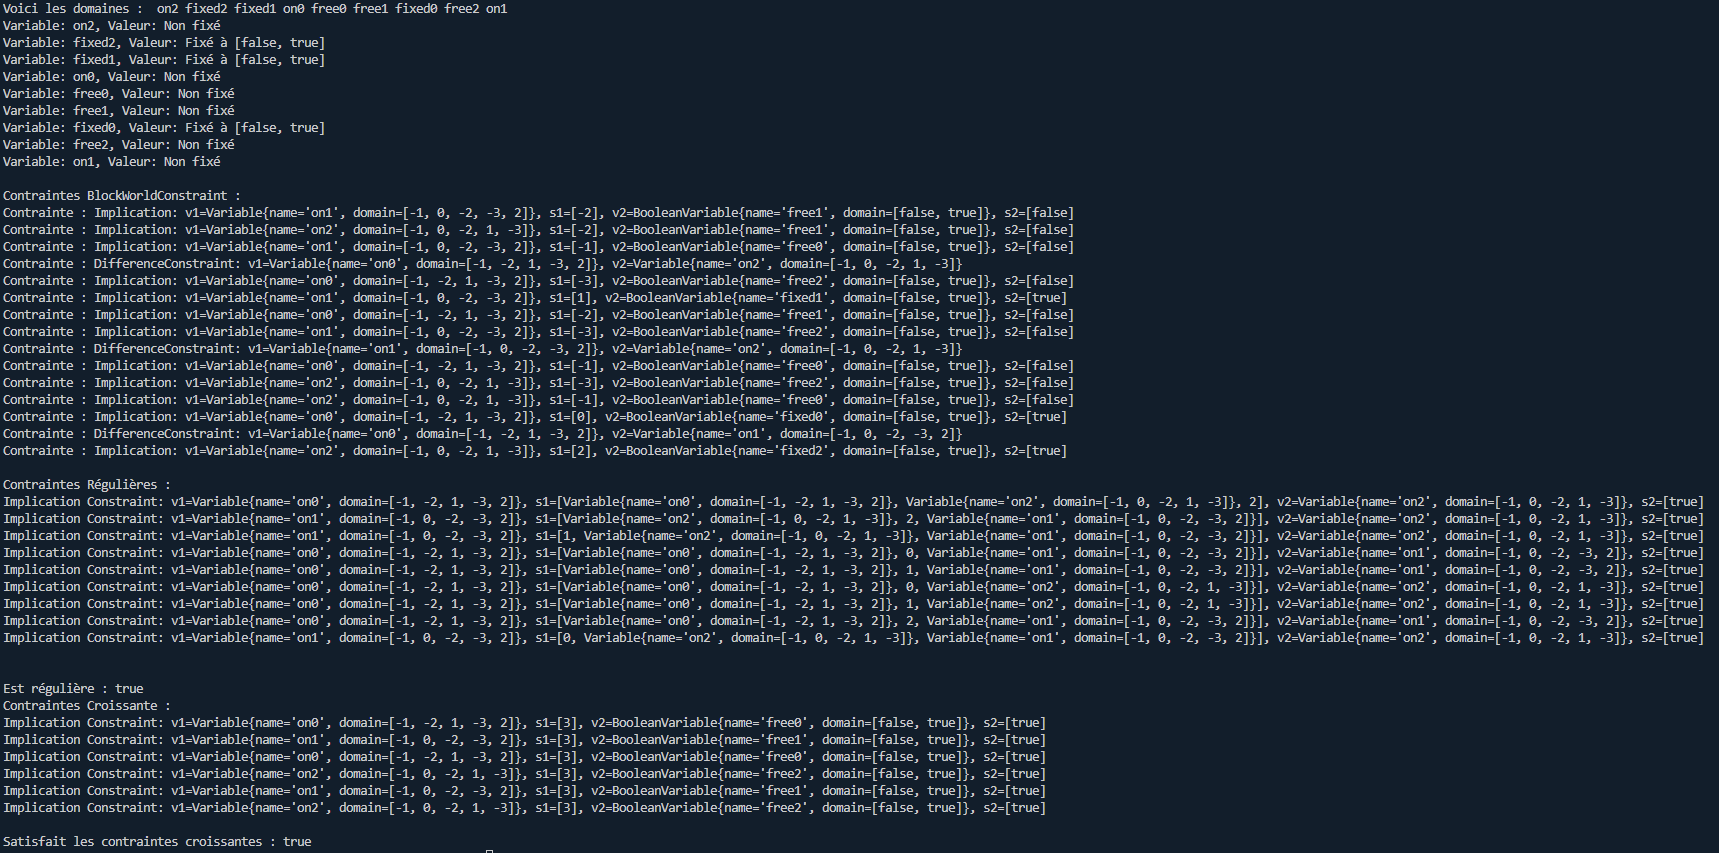 Voici les domaines :  on2 fixed2 fixed1 on0 free0 free1 fixed0 free2 on1
Variable: on2, Valeur: Non fixé
Variable: fixed2, Valeur: Fixé à [false, true]
Variable: fixed1, Valeur: Fixé à [false, true]
Variable: on0, Valeur: Non fixé
Variable: free0, Valeur: Non fixé
Variable: free1, Valeur: Non fixé
Variable: fixed0, Valeur: Fixé à [false, true]
Variable: free2, Valeur: Non fixé
Variable: on1, Valeur: Non fixé
Contraintes BlockWorldConstraint :
Contrainte : Implication: v1=Variable{name='on1', domain=[-1, 0, -2, -3, 2]}, s1=[-2], v2=BooleanVariable{name='free1', domain=[false, true]}, s2=[false]
Contrainte : Implication: v1=Variable{name='on2', domain=[-1, 0, -2, 1, -3]}, s1=[-2], v2=BooleanVariable{name='free1', domain=[false, true]}, s2=[false]
Contrainte : Implication: v1=Variable{name='on1', domain=[-1, 0, -2, -3, 2]}, s1=[-1], v2=BooleanVariable{name='free0', domain=[false, true]}, s2=[false]
Contrainte : DifferenceConstraint: v1=Variable{name='on0', domain=[-1, -2, 1, -3, 2]}, v2=Variable{name='on2', domain=[-1, 0, -2, 1, -3]}
Contrainte : Implication: v1=Variable{name='on0', domain=[-1, -2, 1, -3, 2]}, s1=[-3], v2=BooleanVariable{name='free2', domain=[false, true]}, s2=[false]
Contrainte : Implication: v1=Variable{name='on1', domain=[-1, 0, -2, -3, 2]}, s1=[1], v2=BooleanVariable{name='fixed1', domain=[false, true]}, s2=[true]
Contrainte : Implication: v1=Variable{name='on0', domain=[-1, -2, 1, -3, 2]}, s1=[-2], v2=BooleanVariable{name='free1', domain=[false, true]}, s2=[false]
Contrainte : Implication: v1=Variable{name='on1', domain=[-1, 0, -2, -3, 2]}, s1=[-3], v2=BooleanVariable{name='free2', domain=[false, true]}, s2=[false]
Contrainte : DifferenceConstraint: v1=Variable{name='on1', domain=[-1, 0, -2, -3, 2]}, v2=Variable{name='on2', domain=[-1, 0, -2, 1, -3]}
Contrainte : Implication: v1=Variable{name='on0', domain=[-1, -2, 1, -3, 2]}, s1=[-1], v2=BooleanVariable{name='free0', domain=[false, true]}, s2=[false]
Contrainte : Implication: v1=Variable{name='on2', domain=[-1, 0, -2, 1, -3]}, s1=[-3], v2=BooleanVariable{name='free2', domain=[false, true]}, s2=[false]
Contrainte : Implication: v1=Variable{name='on2', domain=[-1, 0, -2, 1, -3]}, s1=[-1], v2=BooleanVariable{name='free0', domain=[false, true]}, s2=[false]
Contrainte : Implication: v1=Variable{name='on0', domain=[-1, -2, 1, -3, 2]}, s1=[0], v2=BooleanVariable{name='fixed0', domain=[false, true]}, s2=[true]
Contrainte : DifferenceConstraint: v1=Variable{name='on0', domain=[-1, -2, 1, -3, 2]}, v2=Variable{name='on1', domain=[-1, 0, -2, -3, 2]}
Contrainte : Implication: v1=Variable{name='on2', domain=[-1, 0, -2, 1, -3]}, s1=[2], v2=BooleanVariable{name='fixed2', domain=[false, true]}, s2=[true]
Contraintes Régulières :
Implication Constraint: v1=Variable{name='on0', domain=[-1, -2, 1, -3, 2]}, s1=[Variable{name='on0', domain=[-1, -2, 1, -3, 2]}, Variable{name='on2', domain=[-1, 0, -2, 1, -3]}, 2], v2=Variable{name='on2', domain=[-1, 0, -2, 1, -3]}, s2=[true]
Implication Constraint: v1=Variable{name='on1', domain=[-1, 0, -2, -3, 2]}, s1=[Variable{name='on2', domain=[-1, 0, -2, 1, -3]}, 2, Variable{name='on1', domain=[-1, 0, -2, -3, 2]}], v2=Variable{name='on2', domain=[-1, 0, -2, 1, -3]}, s2=[true]
Implication Constraint: v1=Variable{name='on1', domain=[-1, 0, -2, -3, 2]}, s1=[1, Variable{name='on2', domain=[-1, 0, -2, 1, -3]}, Variable{name='on1', domain=[-1, 0, -2, -3, 2]}], v2=Variable{name='on2', domain=[-1, 0, -2, 1, -3]}, s2=[true]
Implication Constraint: v1=Variable{name='on0', domain=[-1, -2, 1, -3, 2]}, s1=[Variable{name='on0', domain=[-1, -2, 1, -3, 2]}, 0, Variable{name='on1', domain=[-1, 0, -2, -3, 2]}], v2=Variable{name='on1', domain=[-1, 0, -2, -3, 2]}, s2=[true]
Implication Constraint: v1=Variable{name='on0', domain=[-1, -2, 1, -3, 2]}, s1=[Variable{name='on0', domain=[-1, -2, 1, -3, 2]}, 1, Variable{name='on1', domain=[-1, 0, -2, -3, 2]}], v2=Variable{name='on1', domain=[-1, 0, -2, -3, 2]}, s2=[true]
Implication Constraint: v1=Variable{name='on0', domain=[-1, -2, 1, -3, 2]}, s1=[Variable{name='on0', domain=[-1, -2, 1, -3, 2]}, 0, Variable{name='on2', domain=[-1, 0, -2, 1, -3]}], v2=Variable{name='on2', domain=[-1, 0, -2, 1, -3]}, s2=[true]
Implication Constraint: v1=Variable{name='on0', domain=[-1, -2, 1, -3, 2]}, s1=[Variable{name='on0', domain=[-1, -2, 1, -3, 2]}, 1, Variable{name='on2', domain=[-1, 0, -2, 1, -3]}], v2=Variable{name='on2', domain=[-1, 0, -2, 1, -3]}, s2=[true]
Implication Constraint: v1=Variable{name='on0', domain=[-1, -2, 1, -3, 2]}, s1=[Variable{name='on0', domain=[-1, -2, 1, -3, 2]}, 2, Variable{name='on1', domain=[-1, 0, -2, -3, 2]}], v2=Variable{name='on1', domain=[-1, 0, -2, -3, 2]}, s2=[true]
Implication Constraint: v1=Variable{name='on1', domain=[-1, 0, -2, -3, 2]}, s1=[0, Variable{name='on2', domain=[-1, 0, -2, 1, -3]}, Variable{name='on1', domain=[-1, 0, -2, -3, 2]}], v2=Variable{name='on2', domain=[-1, 0, -2, 1, -3]}, s2=[true]
Est régulière : true
Contraintes Croissante :
Implication Constraint: v1=Variable{name='on0', domain=[-1, -2, 1, -3, 2]}, s1=[3], v2=BooleanVariable{name='free0', domain=[false, true]}, s2=[true]
Implication Constraint: v1=Variable{name='on1', domain=[-1, 0, -2, -3, 2]}, s1=[3], v2=BooleanVariable{name='free1', domain=[false, true]}, s2=[true]
Implication Constraint: v1=Variable{name='on0', domain=[-1, -2, 1, -3, 2]}, s1=[3], v2=BooleanVariable{name='free0', domain=[false, true]}, s2=[true]
Implication Constraint: v1=Variable{name='on2', domain=[-1, 0, -2, 1, -3]}, s1=[3], v2=BooleanVariable{name='free2', domain=[false, true]}, s2=[true]
Implication Constraint: v1=Variable{name='on1', domain=[-1, 0, -2, -3, 2]}, s1=[3], v2=BooleanVariable{name='free1', domain=[false, true]}, s2=[true]
Implication Constraint: v1=Variable{name='on2', domain=[-1, 0, -2, 1, -3]}, s1=[3], v2=BooleanVariable{name='free2', domain=[false, true]}, s2=[true]
Satisfait les contraintes croissantes : true